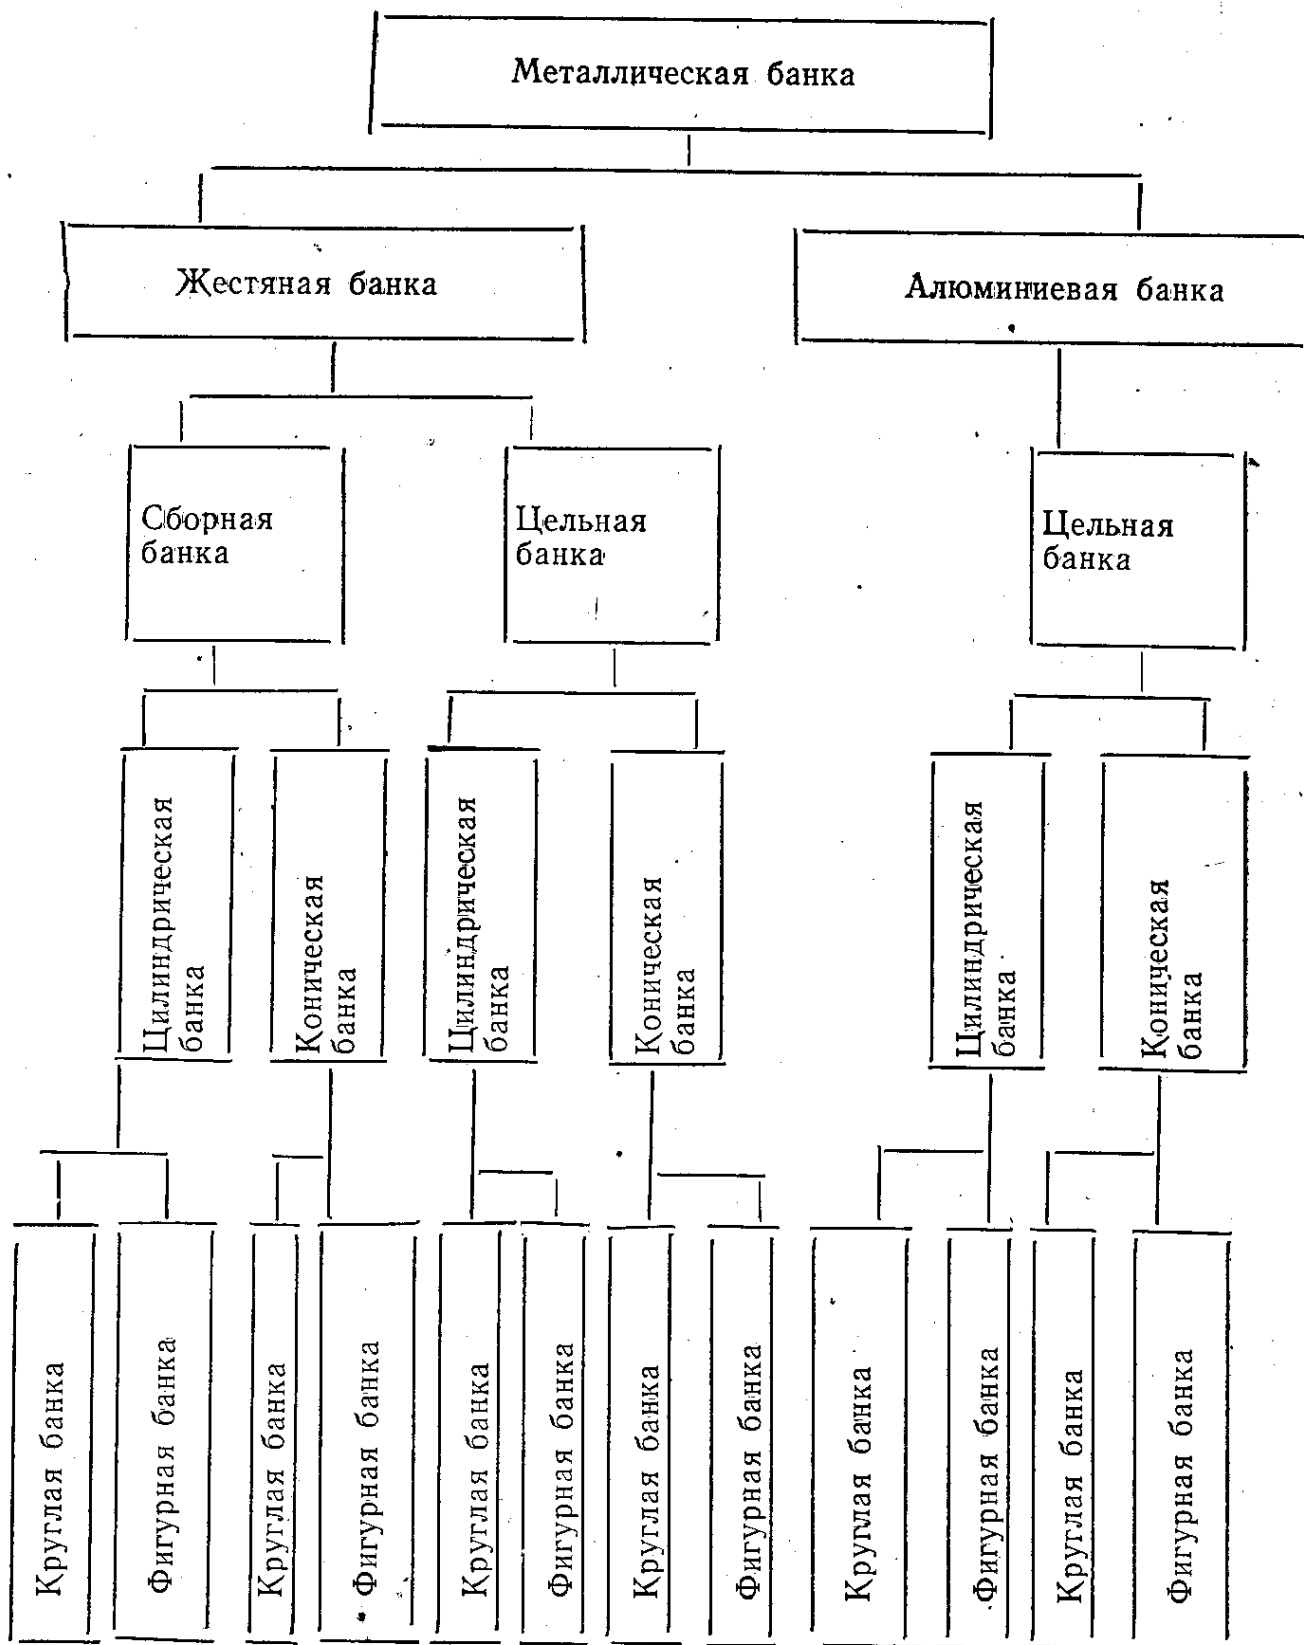 Металлическая банка
Жестяная банка
Алюминиевая банка
Сборная
банка
Цельная
банка
Цельная
банка
Цилиндрическая
банка
Коническая
банка
Цилиндрическая
банка
Коническая
банка
Цилиндрическая
банка
Коническая
банка
Круглая банка
Фигурная банка
Круглая банка
Фигурная банка
Круглая банка
Фигурная банка
Круглая банка
Фигурная банка
Круглая банка
Фигурная банка
Круглая банка
Фигурная банка